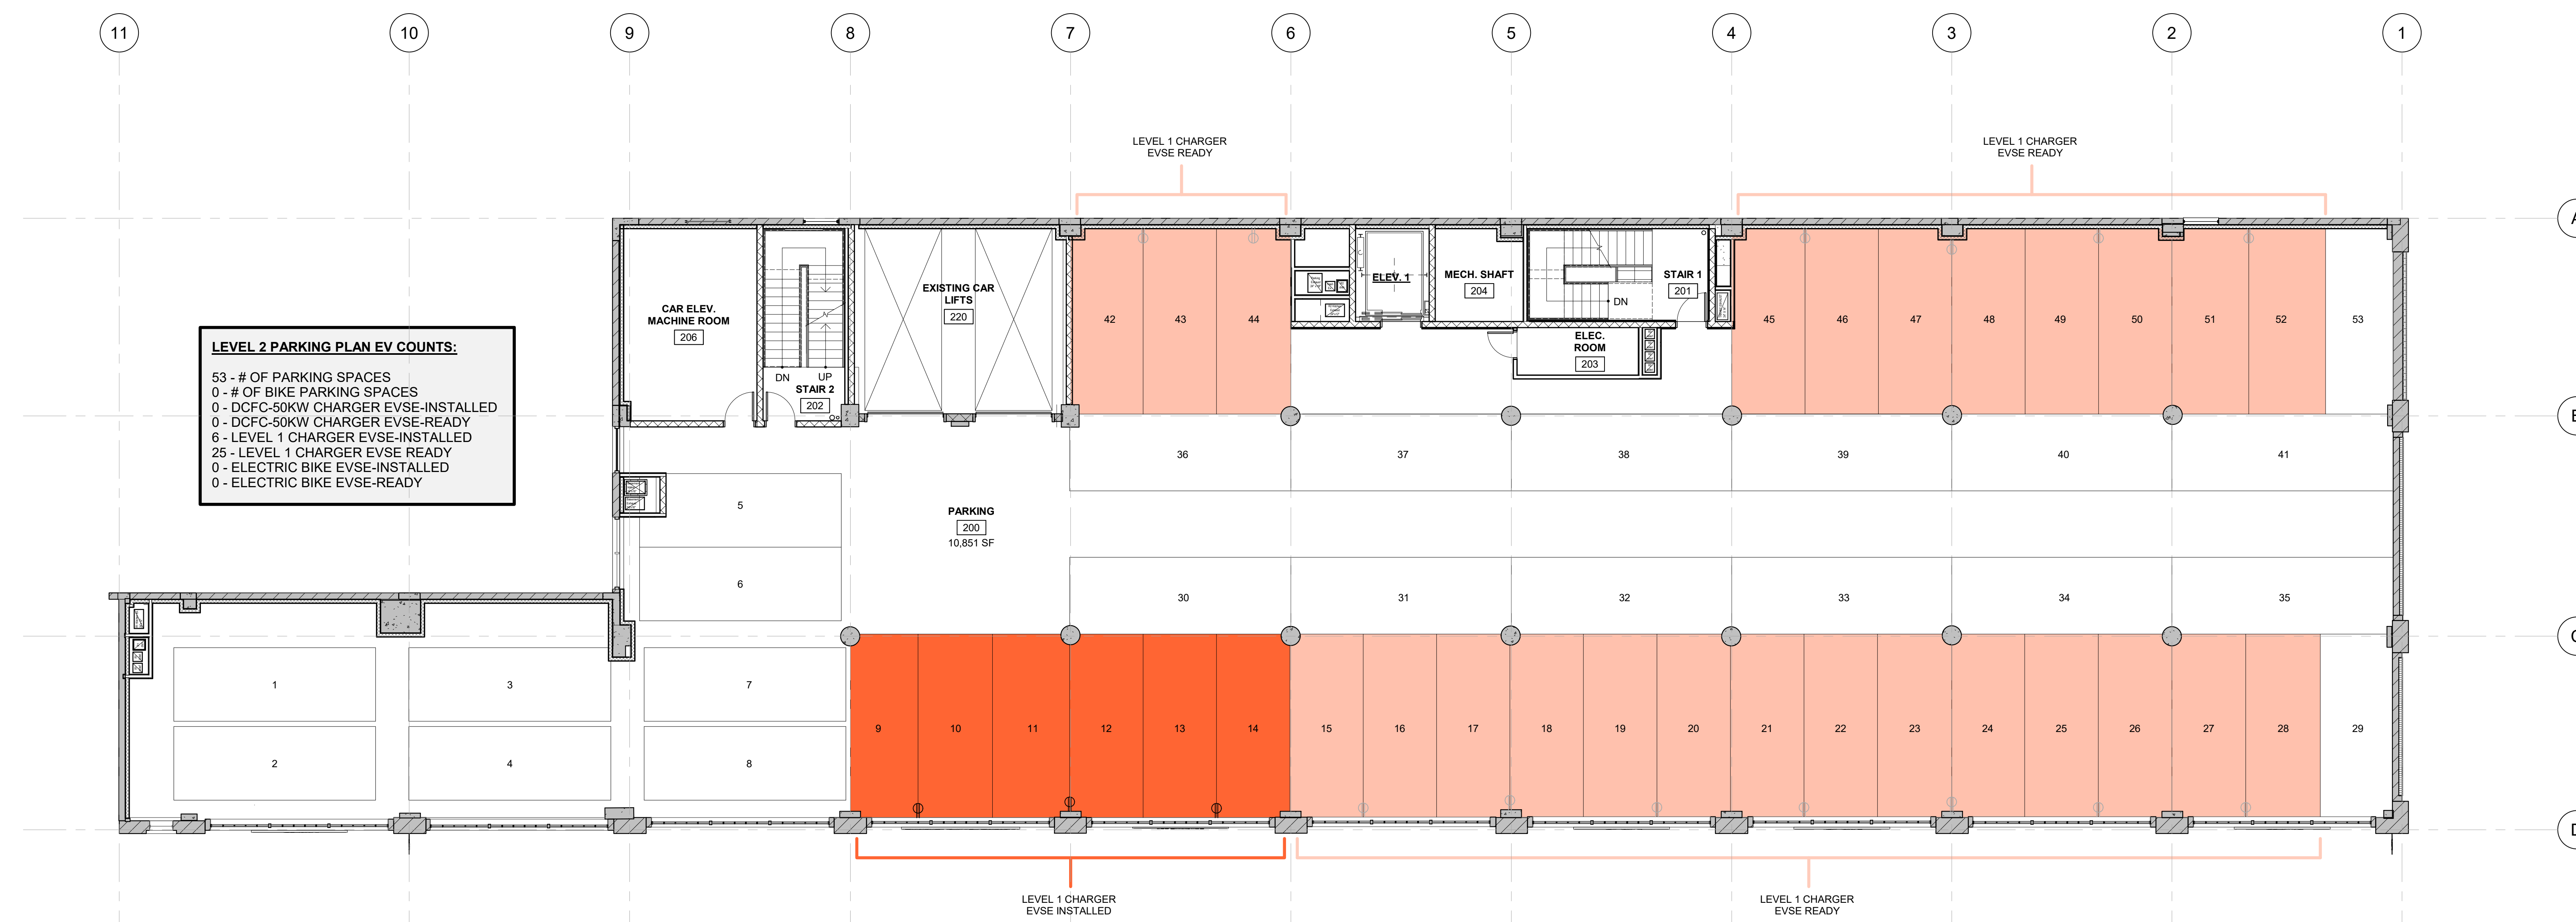 11
10
9
8
7
6
5
4
3
2
1
LEVEL 1 CHARGER
EVSE READY
LEVEL 1 CHARGER
EVSE READY
LEVEL 2 PARKING PLAN EV COUNTS:
53 - # OF PARKING SPACES
0 - # OF BIKE PARKING SPACES
0 - DCFC-50KW CHARGER EVSE-INSTALLED
0 - DCFC-50KW CHARGER EVSE-READY
6 - LEVEL 1 CHARGER EVSE-INSTALLED
25 - LEVEL 1 CHARGER EVSE READY
0 - ELECTRIC BIKE EVSE-INSTALLED
0 - ELECTRIC BIKE EVSE-READY
CAR ELEV.
MACHINE ROOM
206
DN
UP
STAIR 2
202
EXISTING CAR
LIFTS
220
42
43
44
ELEV. 1
MECH. SHAFT
204
DN
STAIR 1
201
ELEC.
ROOM
203
45
46
47
48
49
50
51
52
53
36
37
38
39
40
41
5
6
PARKING
200
10,851 SF
30
31
32
33
34
35
1
3
7
2
4
8
9
10
11
12
13
14
15
16
17
18
19
20
21
22
23
24
25
26
27
28
29
LEVEL 1 CHARGER
EVSE INSTALLED
LEVEL 1 CHARGER
EVSE READY